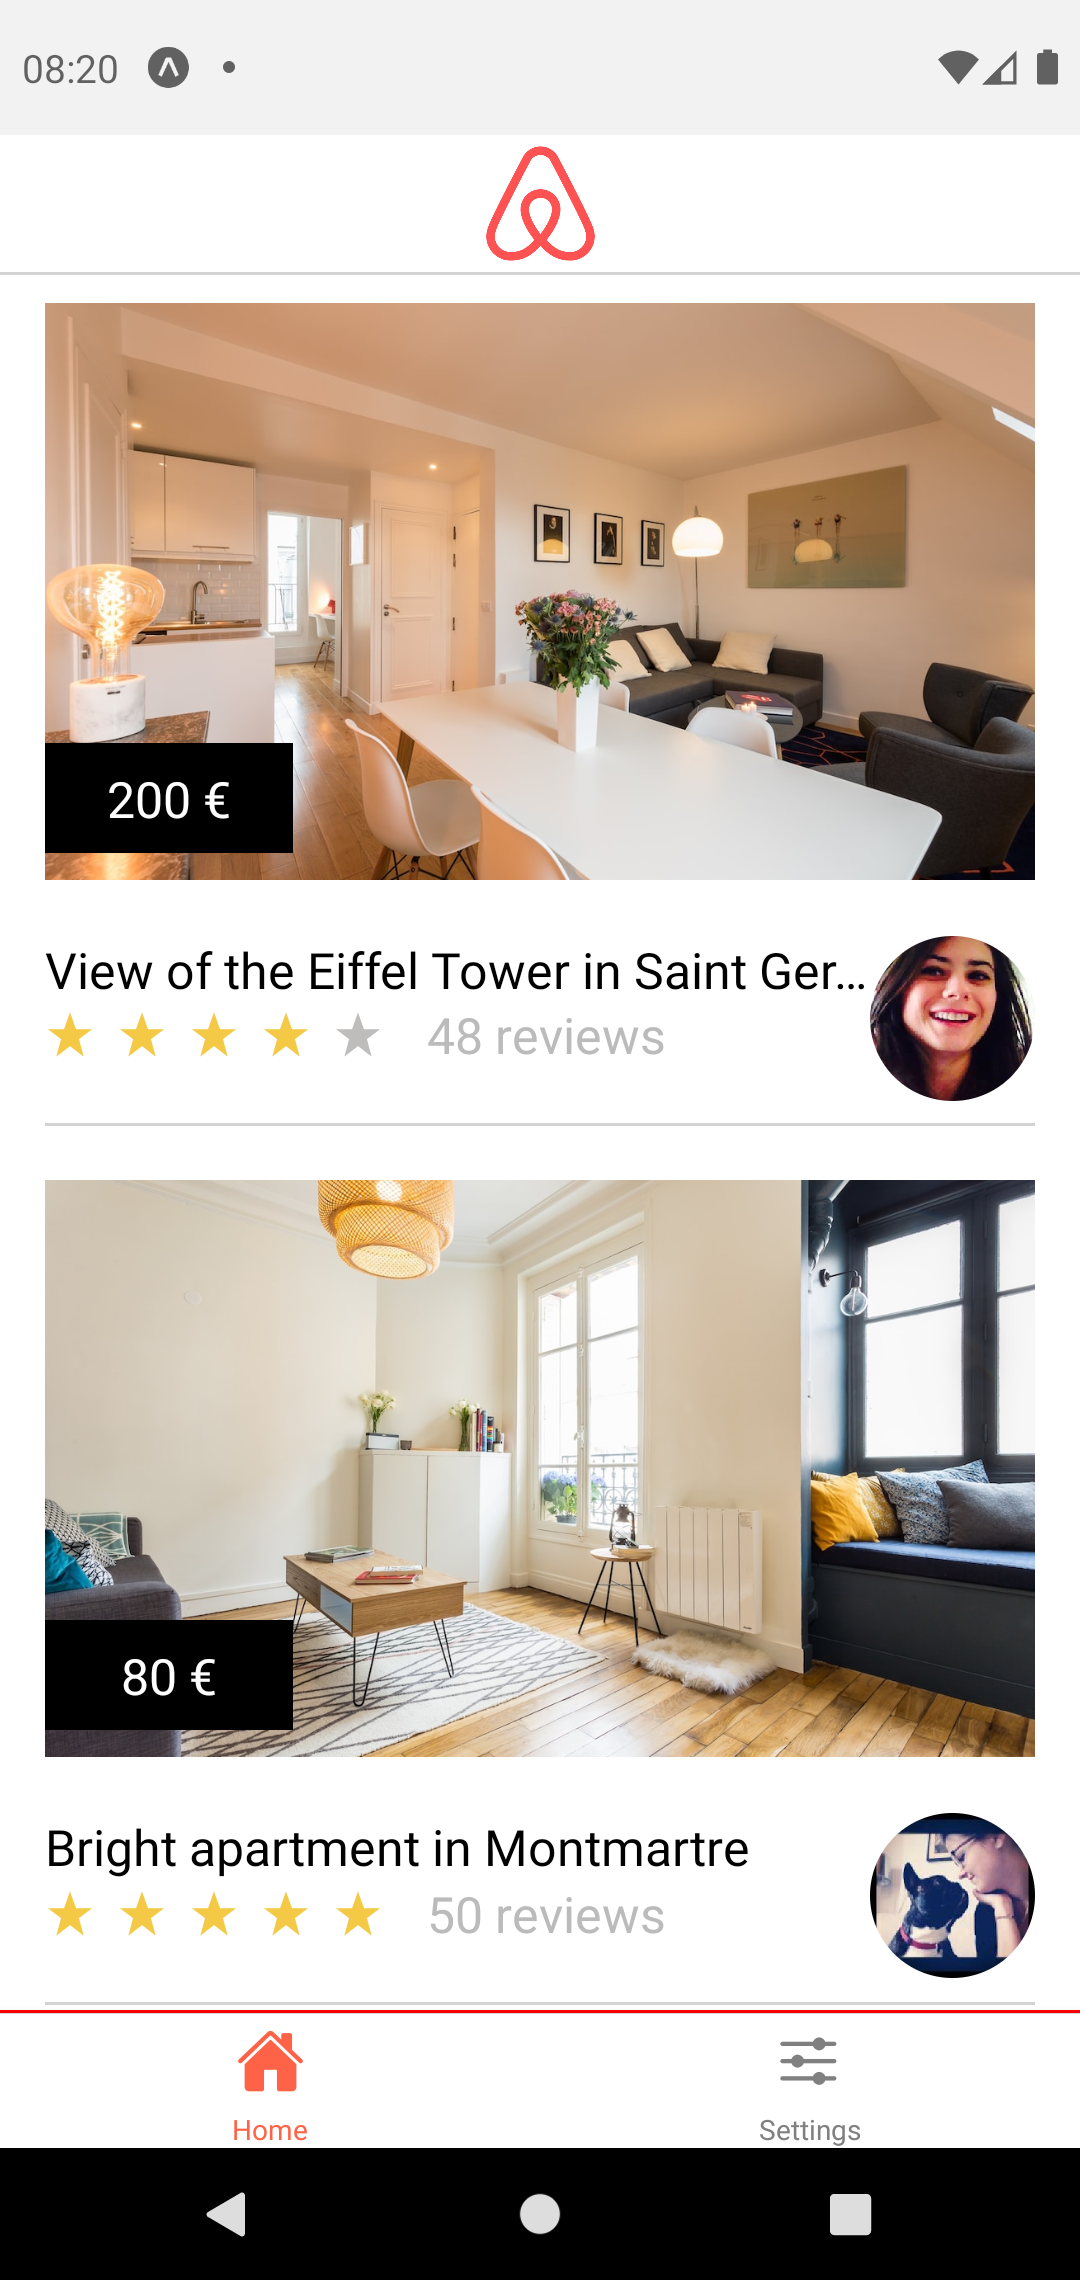 08:20
200 €
View of the Eiffel Tower in Saint Ger...
48 reviews
80 €
Bright apartment in Montmartre
50 reviews
Home
Settings